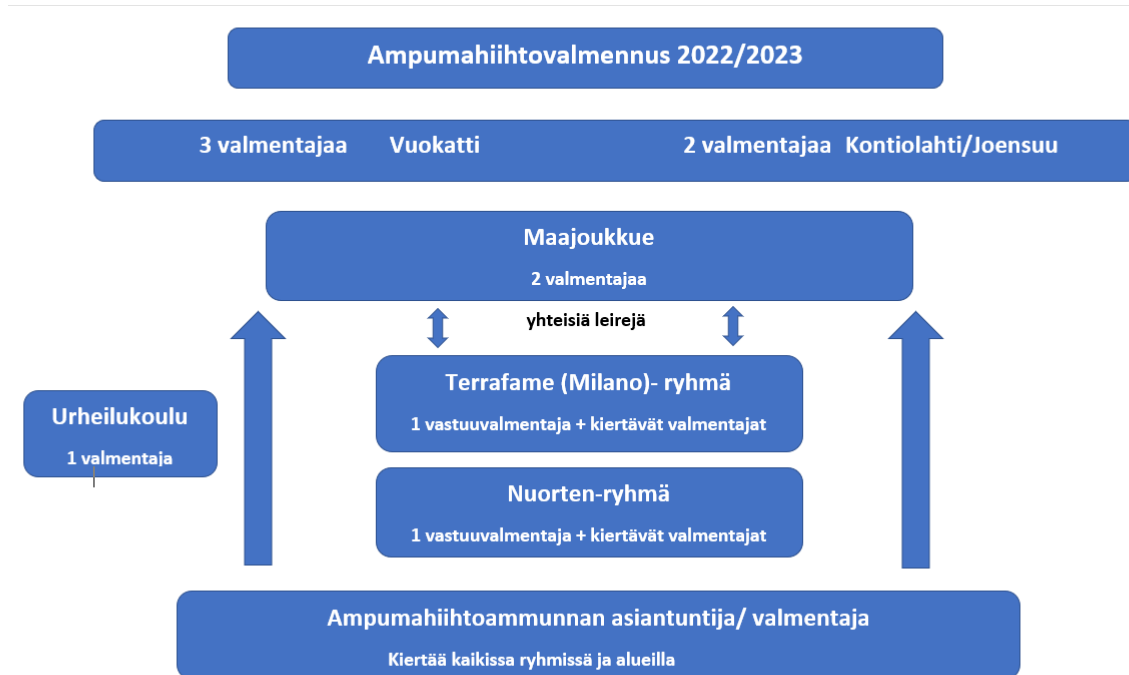 Ampumahiihtovalmennus 2022/2023
3 valmentajaa Vuokatti 2 valmentajaa Kontiolahti/Joensuu
Maajoukkue
2 valmentajaa
yhteisiä leirejä
Terrafame (Milano)- ryhmä
1 vastuuvalmentaja + kiertävät valmentajat
Urheilukoulu
1 valmentaja
Nuorten-ryhmä
1 vastuuvalmentaja + kiertävät valmentajat
Ampumahiihtoammunnan asiantuntija/ valmentaja
Kiertää kaikissa ryhmissä ja alueilla